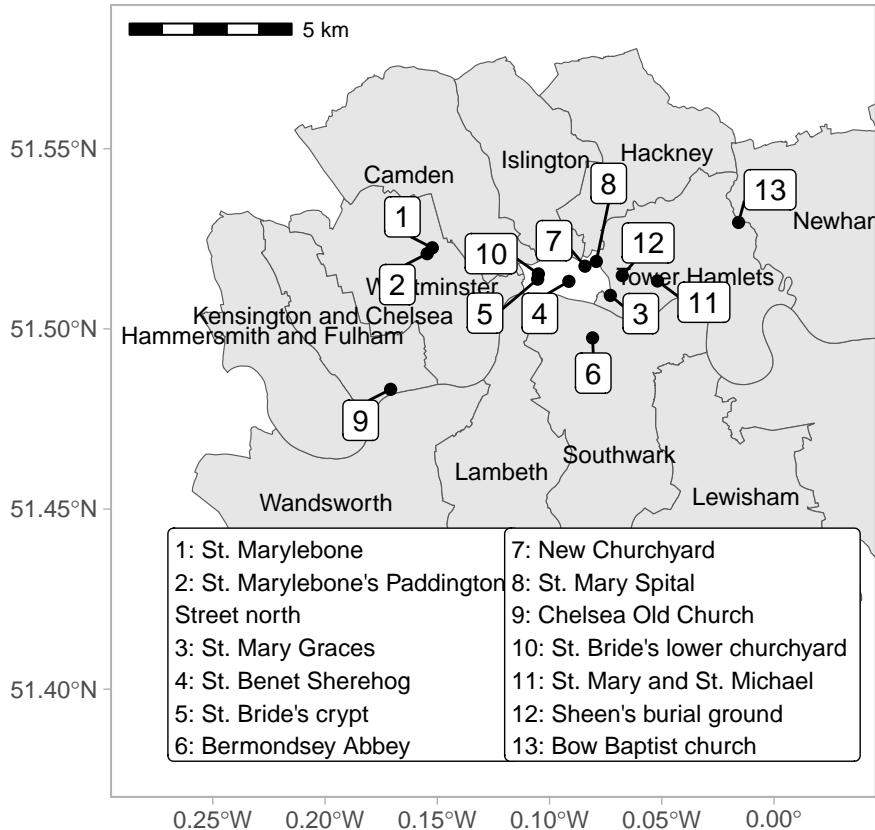 5 km
51.55°N
51.50°N
51.45°N
51.40°N
Hackney
Islington
Camden
8
13
1
Newhar
7
12
10
2
Tower Hamlets
Westminster
5
4
3
11
Kensington and Chelsea
Hammersmith and Fulham
6
9
Southwark
Lambeth
Lewisham
Wandsworth
1: St. Marylebone
2: St. Marylebone's Paddington
Street north
3: St. Mary Graces
4: St. Benet Sherehog
5: St. Bride's crypt
6: Bermondsey Abbey
7: New Churchyard
8: St. Mary Spital
9: Chelsea Old Church
10: St. Bride's lower churchyard
11: St. Mary and St. Michael
12: Sheen's burial ground
13: Bow Baptist church
0.25°W
0.20°W
0.15°W
0.10°W
0.05°W
0.00°